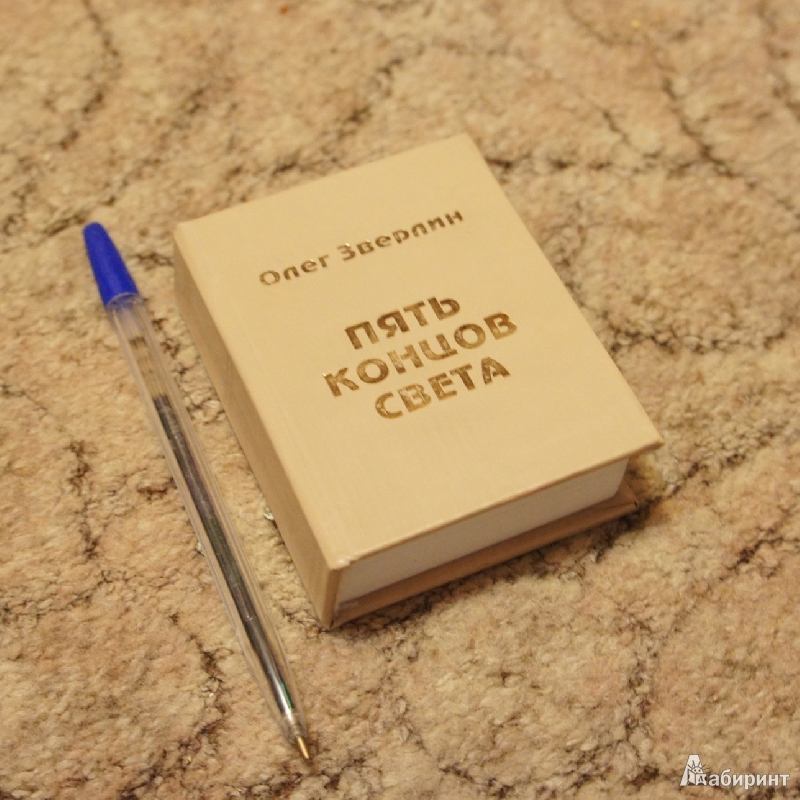 Олег Зверлин
ПЯТЬ
КОНЦОВ
СВЕТА
Лабиринт